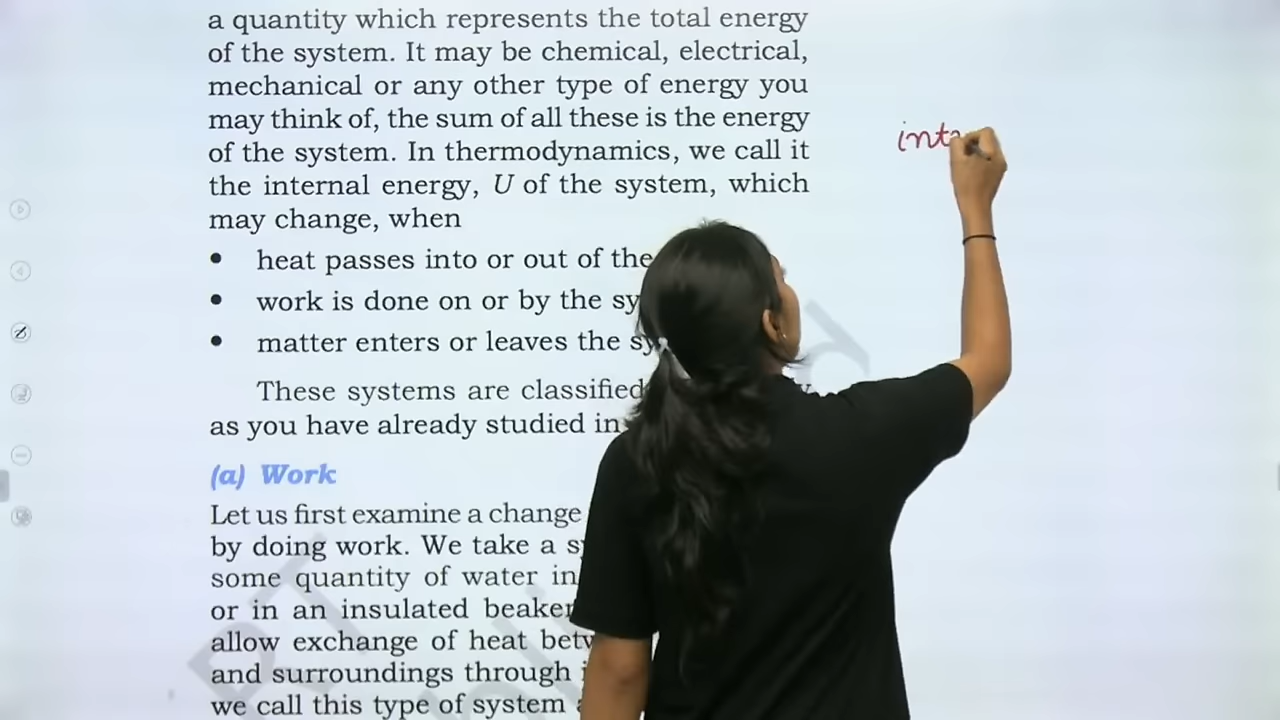 a quantity which represents the total energy
of the system. It may be chemical, electrical,
mechanical or any other type of energy you
may think of, the sum of all these is the energy
of the system. In thermodynamics, we call it
the internal energy, U of the system, which
may change, when
• heat passes into or out of the
• work is done on or by the sy
• matter enters or leaves the sy
These systems are classified
as you have already studied in
(a) Work
Let us first examine a change
by doing work. We take a sy
some quantity of water in
or in an insulated beaker
allow exchange of heat betw
and surroundings through i
we call this type of system a
inte